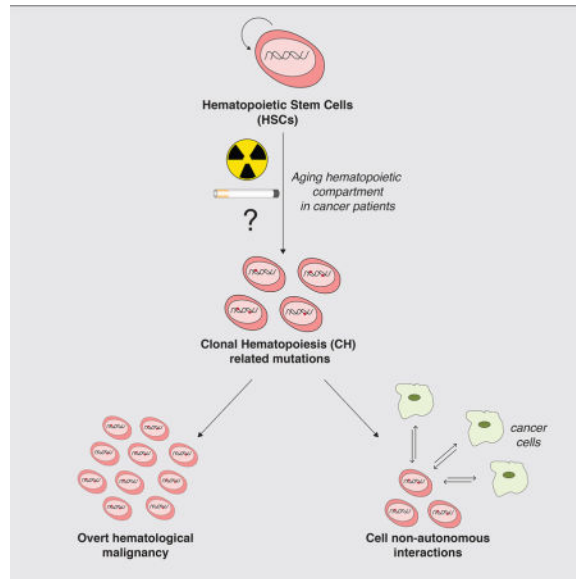 Hematopoietic Stem Cells
(HSCs)
Aging hematopoietic
compartment
in cancer patients
?
Clonal Hematopoiesis (CH)
related mutations
cancer
cells
Overt hematological
malignancy
Cell non-autonomous
interactions